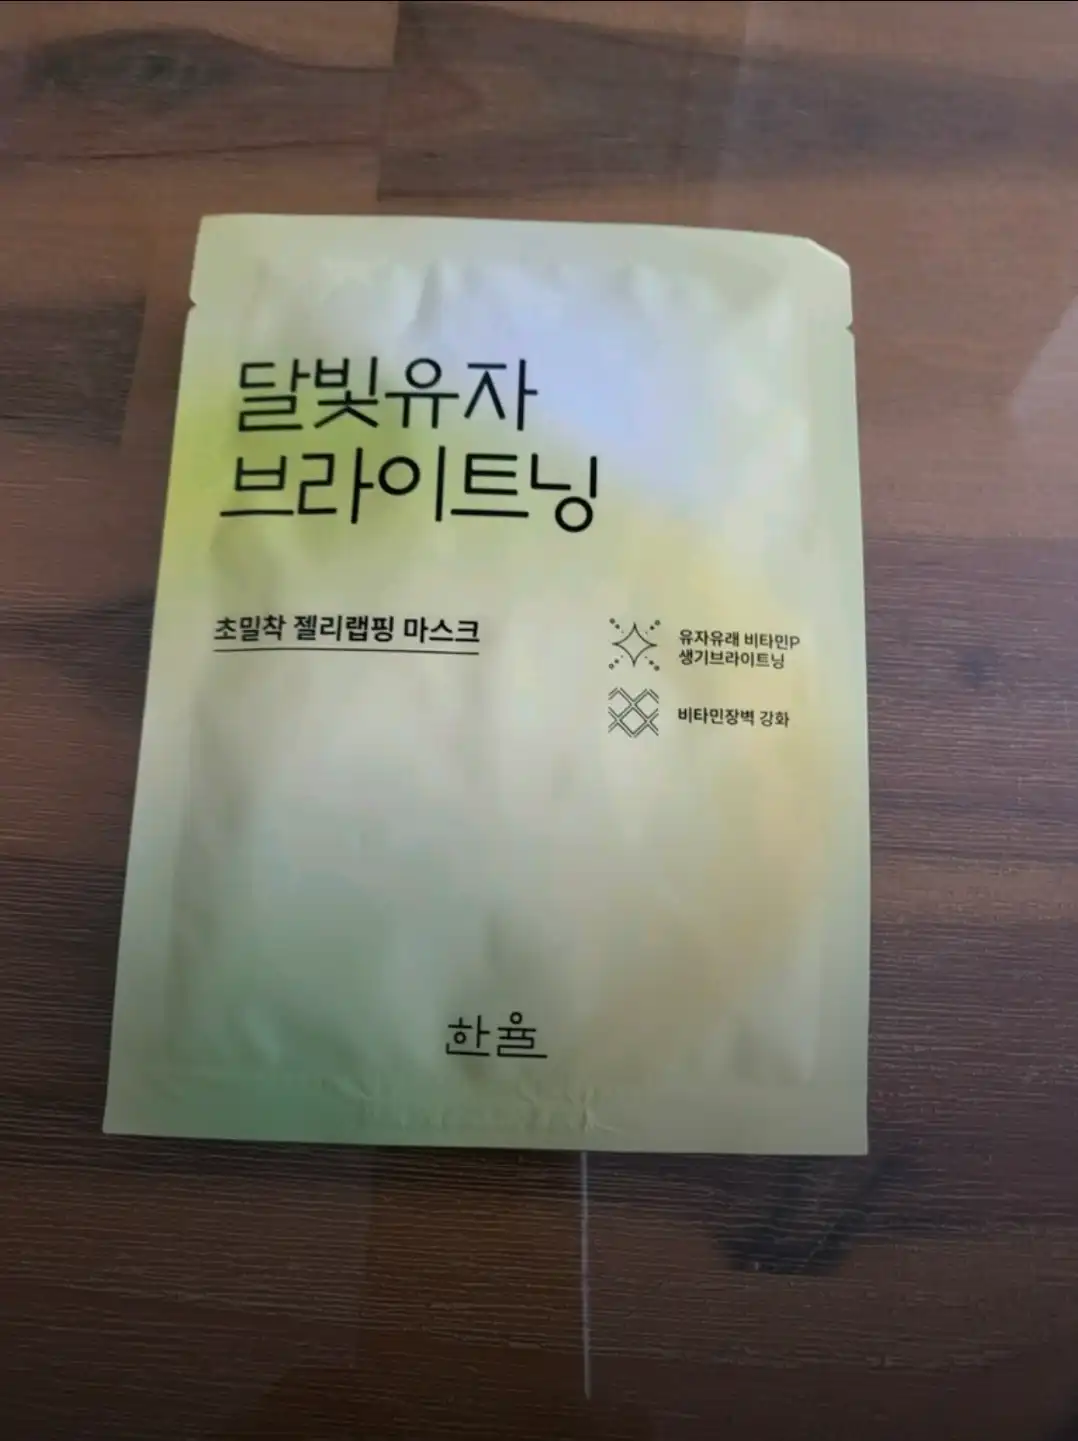 달빛유자
브라이트닝
초밀착 젤리랩핑 마스크
유자유래 비타민P
생기브라이트닝
비타민장벽 강화
한율